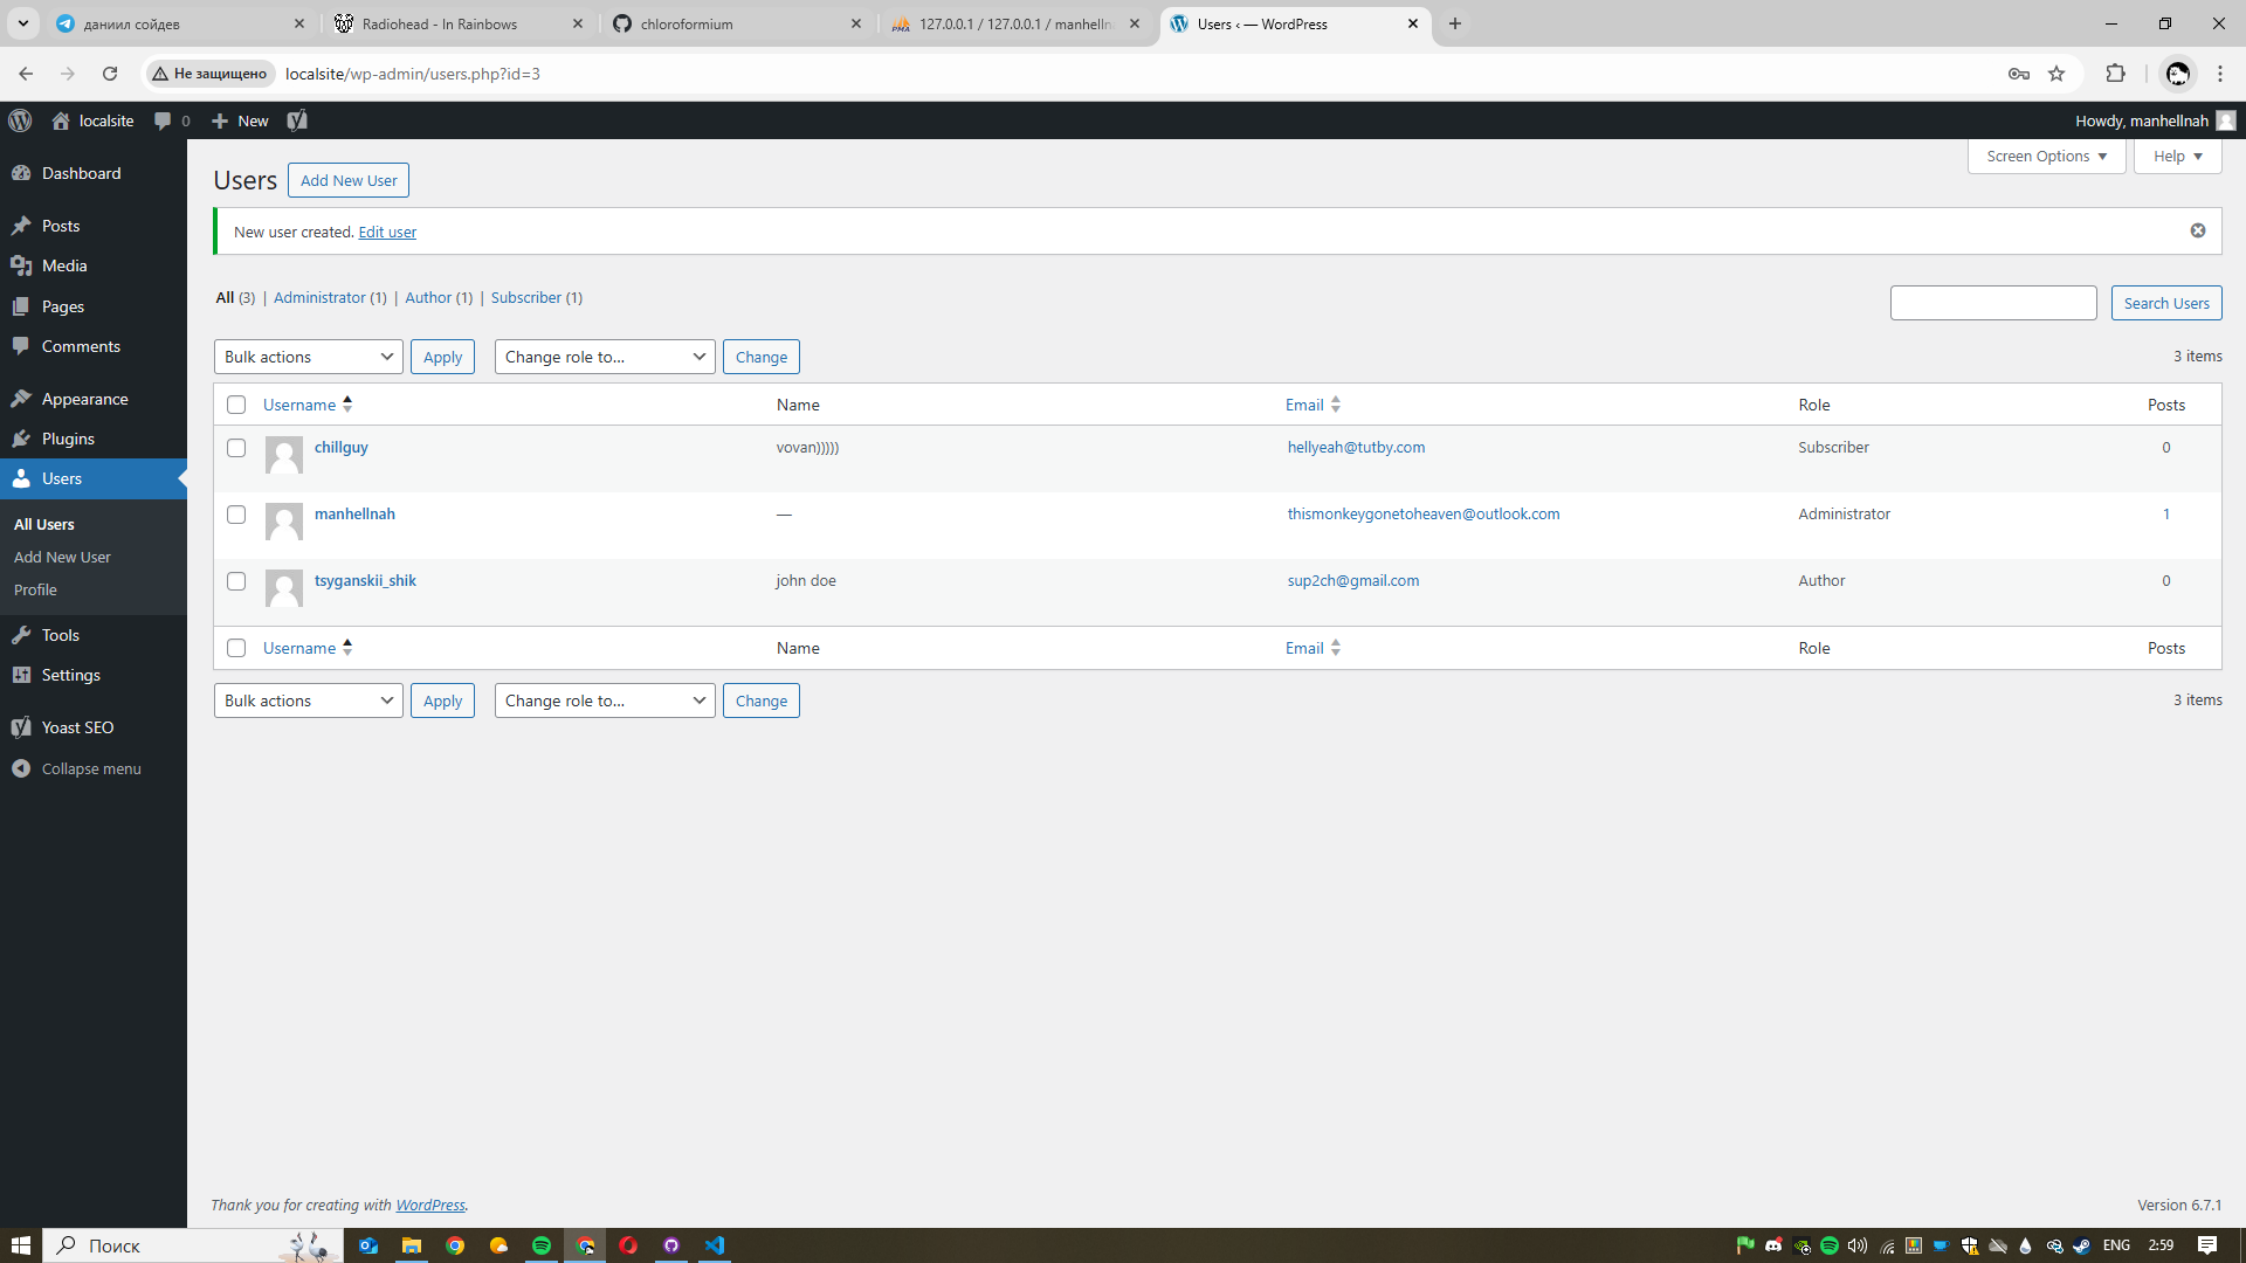 даниил сойдев
Radiohead - In Rainbows
chloroformium
127.0.0.1 / 127.0.0.1 / manhelln
Users ‹ — WordPress
Не защищено
localsite/wp-admin/users.php?id=3
localsite
0
New
Howdy, manhellnah
Screen Options
Help
Dashboard
Posts
Media
Pages
Comments
Appearance
Plugins
Users
All Users
Add New User
Profile
Tools
Settings
Yoast SEO
Collapse menu
Users
Add New User
New user created. Edit user
All (3) | Administrator (1) | Author (1) | Subscriber (1)
Search Users
Bulk actions
Apply
Change role to...
Change
3 items
Username Name Email Role Posts
chillguy vovan))))) hellyeah@tutby.com Subscriber 0
manhellnah — thismonkeygonetoheaven@outlook.com Administrator 1
tsyganskii_shik john doe sup2ch@gmail.com Author 0
Username Name Email Role Posts
Bulk actions
Apply
Change role to...
Change
3 items
Thank you for creating with WordPress.
Version 6.7.1
Поиск
ENG
2:59